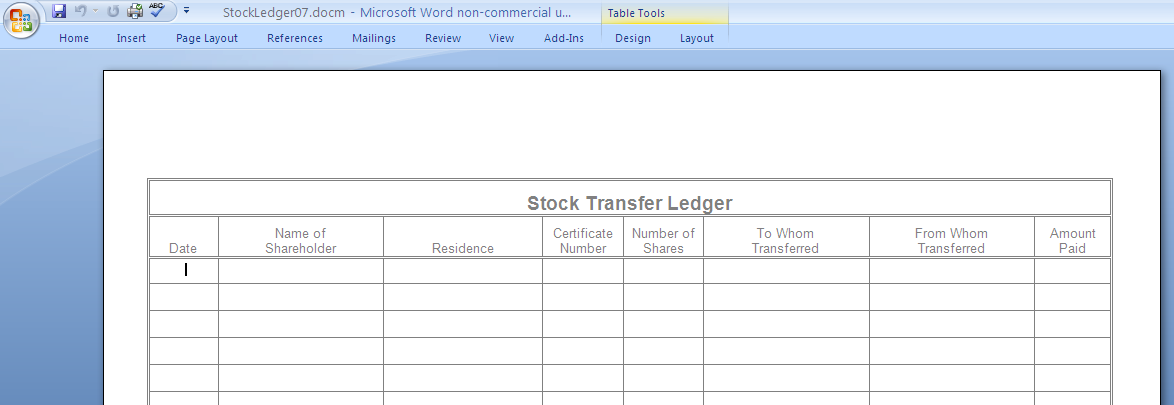 StockLedger07.docm - Microsoft Word non-commercial u...
Table Tools
Home Insert Page Layout References Mailings Review View Add-Ins Design Layout
Stock Transfer Ledger
Date
Name of
Shareholder
Residence
Certificate
Number
Number of
Shares
To Whom
Transferred
From Whom
Transferred
Amount
Paid